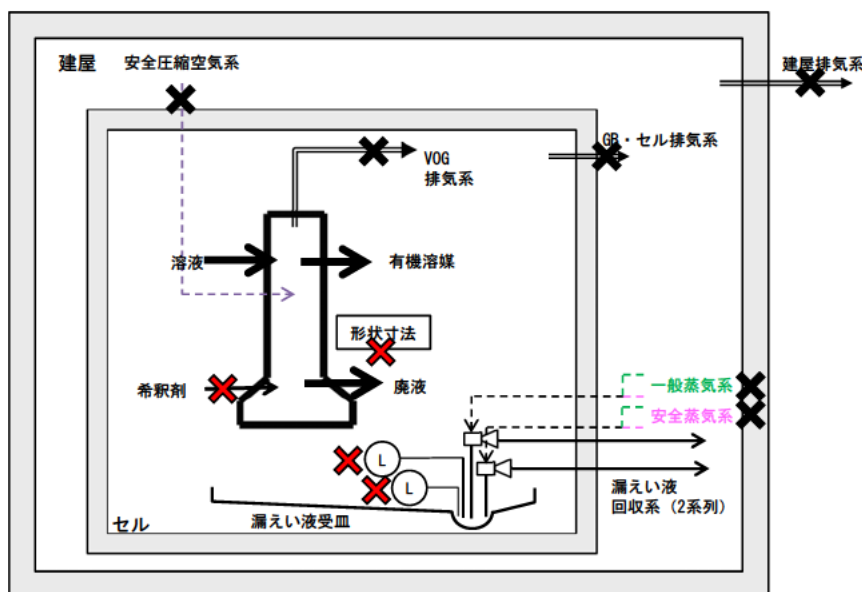 建屋
安全圧縮空気系
建屋排気系
GB・セル排気系
VOG
排気系
溶液
有機溶媒
形状寸法
希釈剤
廃液
一般蒸気系
安全蒸気系
L
L
漏えい液
回収系（2系列）
漏えい液受皿
セル